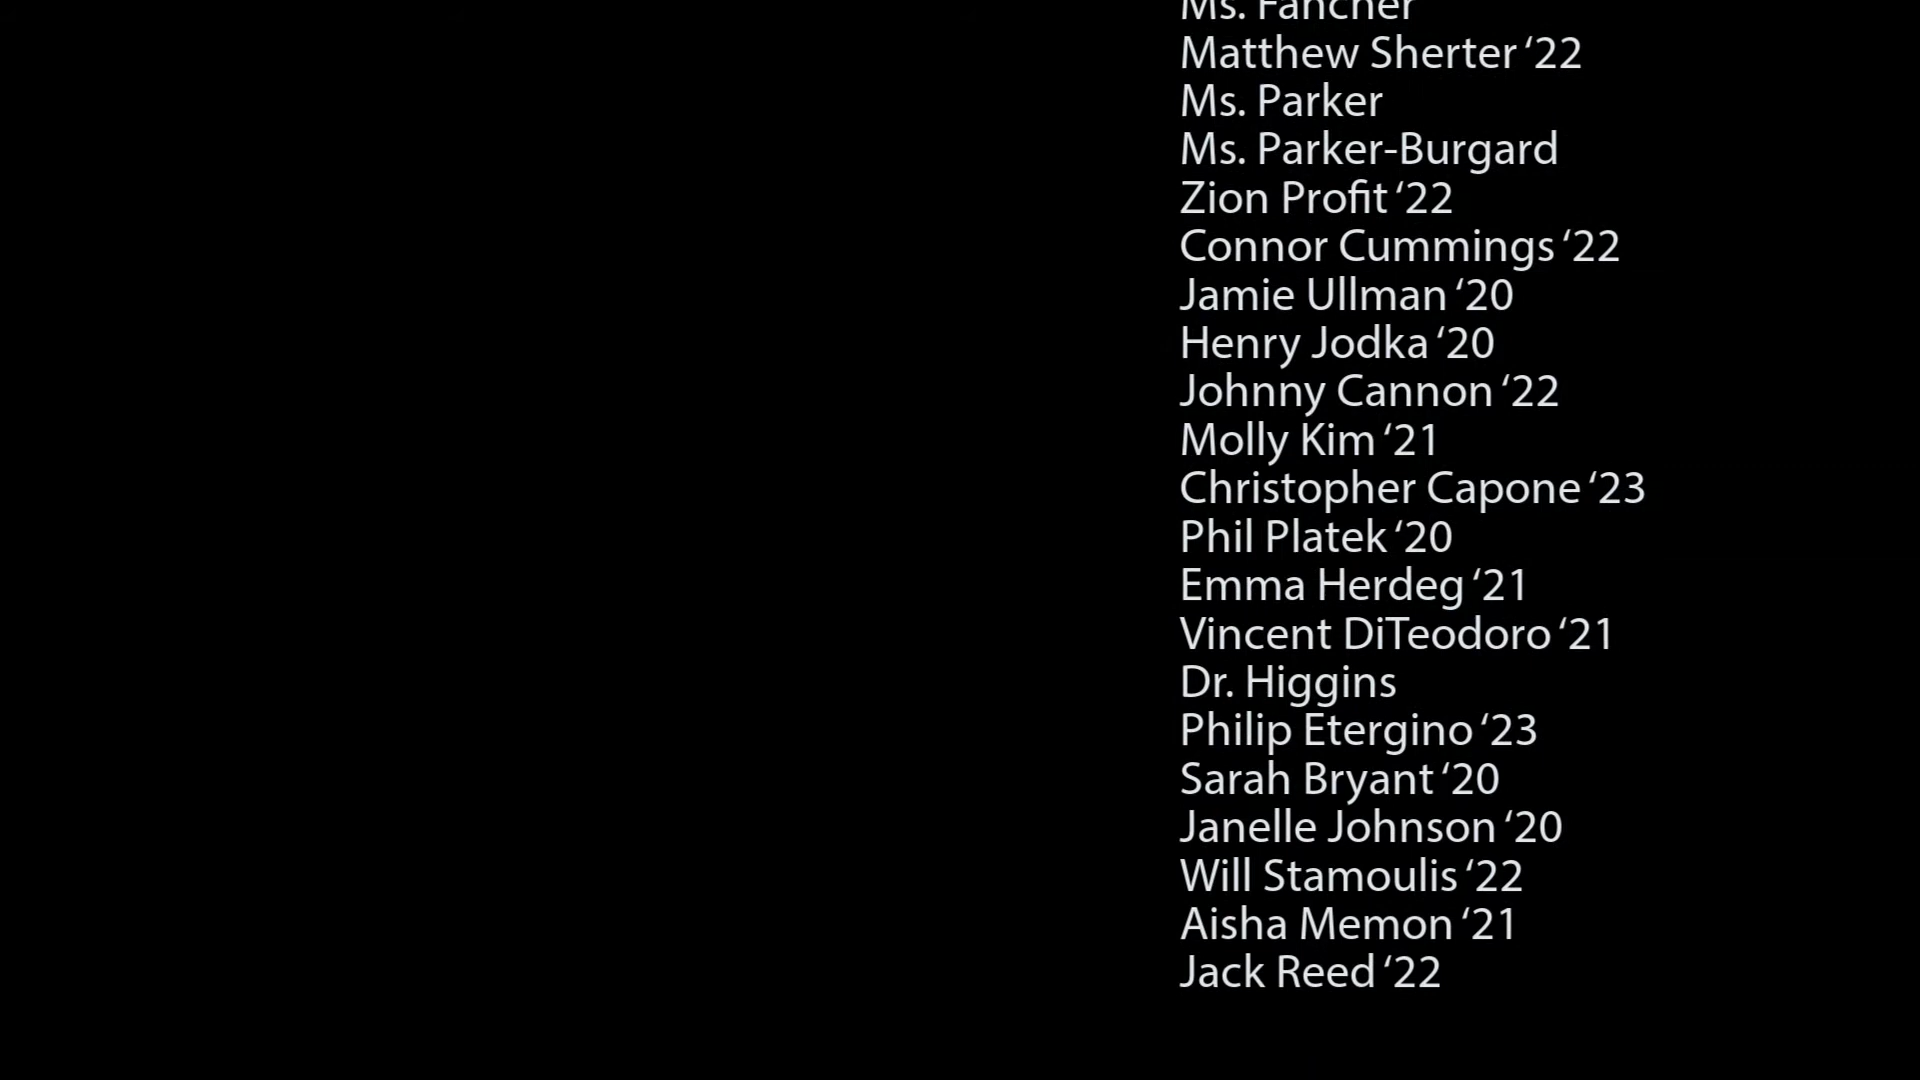 Ms. Fancher
Matthew Sherter ‘22
Ms. Parker
Ms. Parker-Burgard
Zion Profit ‘22
Connor Cummings ‘22
Jamie Ullman ‘20
Henry Jodka ‘20
Johnny Cannon ‘22
Molly Kim ‘21
Christopher Capone ‘23
Phil Platek ‘20
Emma Herdeg ‘21
Vincent DiTeodoro ‘21
Dr. Higgins
Philip Etergino ‘23
Sarah Bryant ‘20
Janelle Johnson ‘20
Will Stamoulis ‘22
Aisha Memon ‘21
Jack Reed ‘22